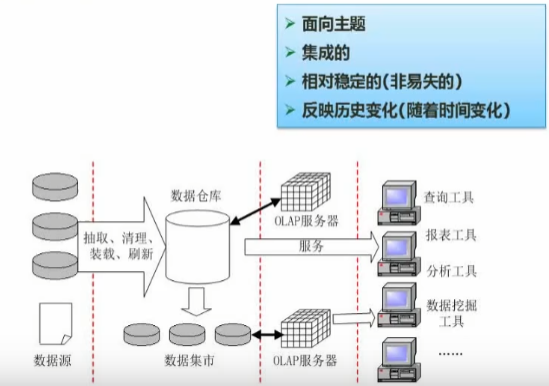 面向主题
集成的
相对稳定的(非易失的)
反映历史变化(随着时间变化)
数据仓库
OLAP服务器
查询工具
抽取、清理、
装载、刷新
服务
报表工具
分析工具
数据挖掘
工具
数据源
数据集市
OLAP服务器
……